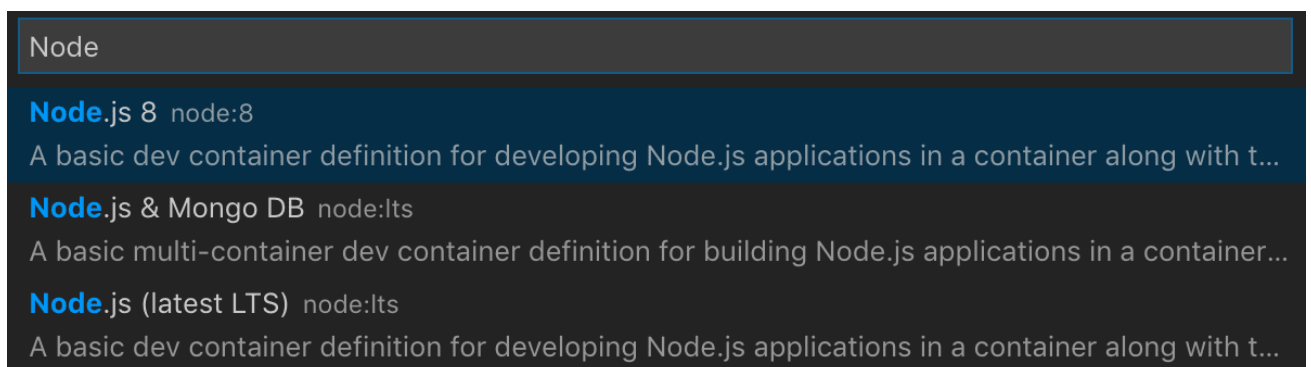 Node
Node.js 8 node:8
A basic dev container definition for developing Node.js applications in a container along with t...
Node.js & Mongo DB node:lts
A basic multi-container dev container definition for building Node.js applications in a container...
Node.js (latest LTS) node:lts
A basic dev container definition for developing Node.js applications in a container along with t...